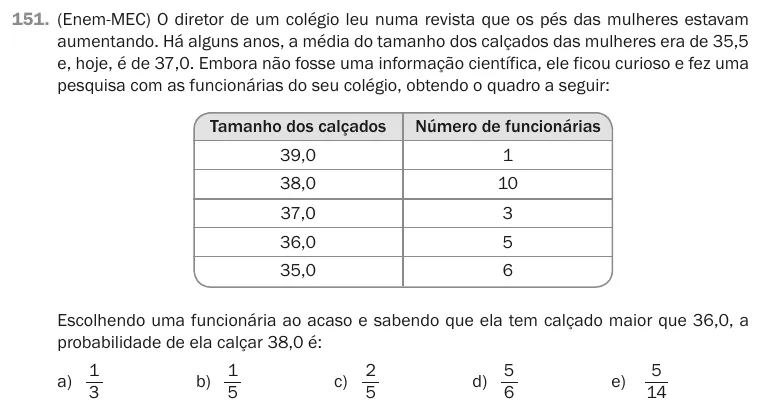 151. (Enem-MEC) O diretor de um colégio leu numa revista que os pés das mulheres estavam
aumentando. Há alguns anos, a média do tamanho dos calçados das mulheres era de 35,5
e, hoje, é de 37,0. Embora não fosse uma informação científica, ele ficou curioso e fez uma
pesquisa com as funcionárias do seu colégio, obtendo o quadro a seguir:
Tamanho dos calçados Número de funcionárias
39,0 1
38,0 10
37,0 3
36,0 5
35,0 6
Escolhendo uma funcionária ao acaso e sabendo que ela tem calçado maior que 36,0, a
probabilidade de ela calçar 38,0 é:
a) 1/3 b) 1/5 c) 2/5 d) 5/6 e) 5/14